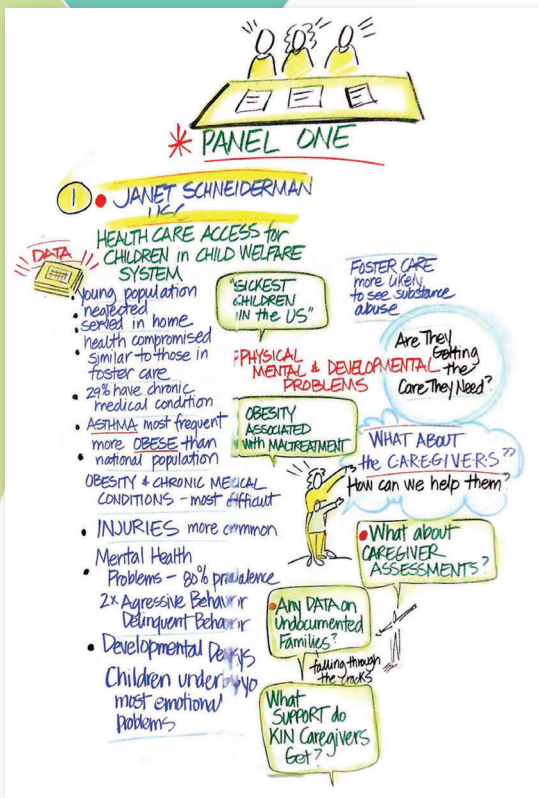 * PANEL ONE
1 • JANET SCHNEIDERMAN
USC
HEALTH CARE ACCESS for
CHILDREN in CHILD WELFARE
SYSTEM
DATA
young population
• neglected
• served in home
health compromised
• similar to those in
foster care
• 29% have chronic
medical condition
• ASTHMA most frequent
more OBESE than
• national population
OBESITY & CHRONIC MEDICAL
CONDITIONS - most difficult
• INJURIES more common
Mental Health
• Problems - 80% prevalence
2x Agressive Behavir
Delinquent Behavir
• Developmental Delays
Children under yo
most emotional
problems
"SICKEST
CHILDREN
IN the US"
FOSTER CARE
more likely
to see substance
abuse
PHYSICAL
MENTAL & DEVELOPMENTAL
PROBLEMS
Are They
Getting
the
Care They Need?
OBESITY
ASSOCIATED
with MALTREATMENT
WHAT ABOUT
the CAREGIVERS??
How can we help them?
• What about
CAREGIVER
ASSESSMENTS?
• Any DATA on
Undocumented
Families?
falling through
the cracks
What
SUPPORT do
KIN Caregivers
Get?